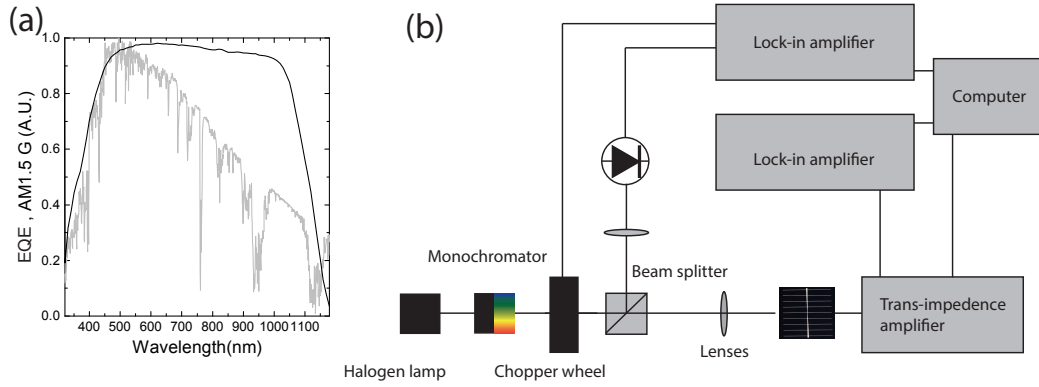 (a)
EQE , AM1.5 G (A.U.)
1.0
0.8
0.6
0.4
0.2
0.0
400 500 600 700 800 900 1000 1100
Wavelength(nm)
(b)
Lock-in amplifier
Computer
Lock-in amplifier
Monochromator
Beam splitter
Trans-impedence
amplifier
Lenses
Halogen lamp
Chopper wheel